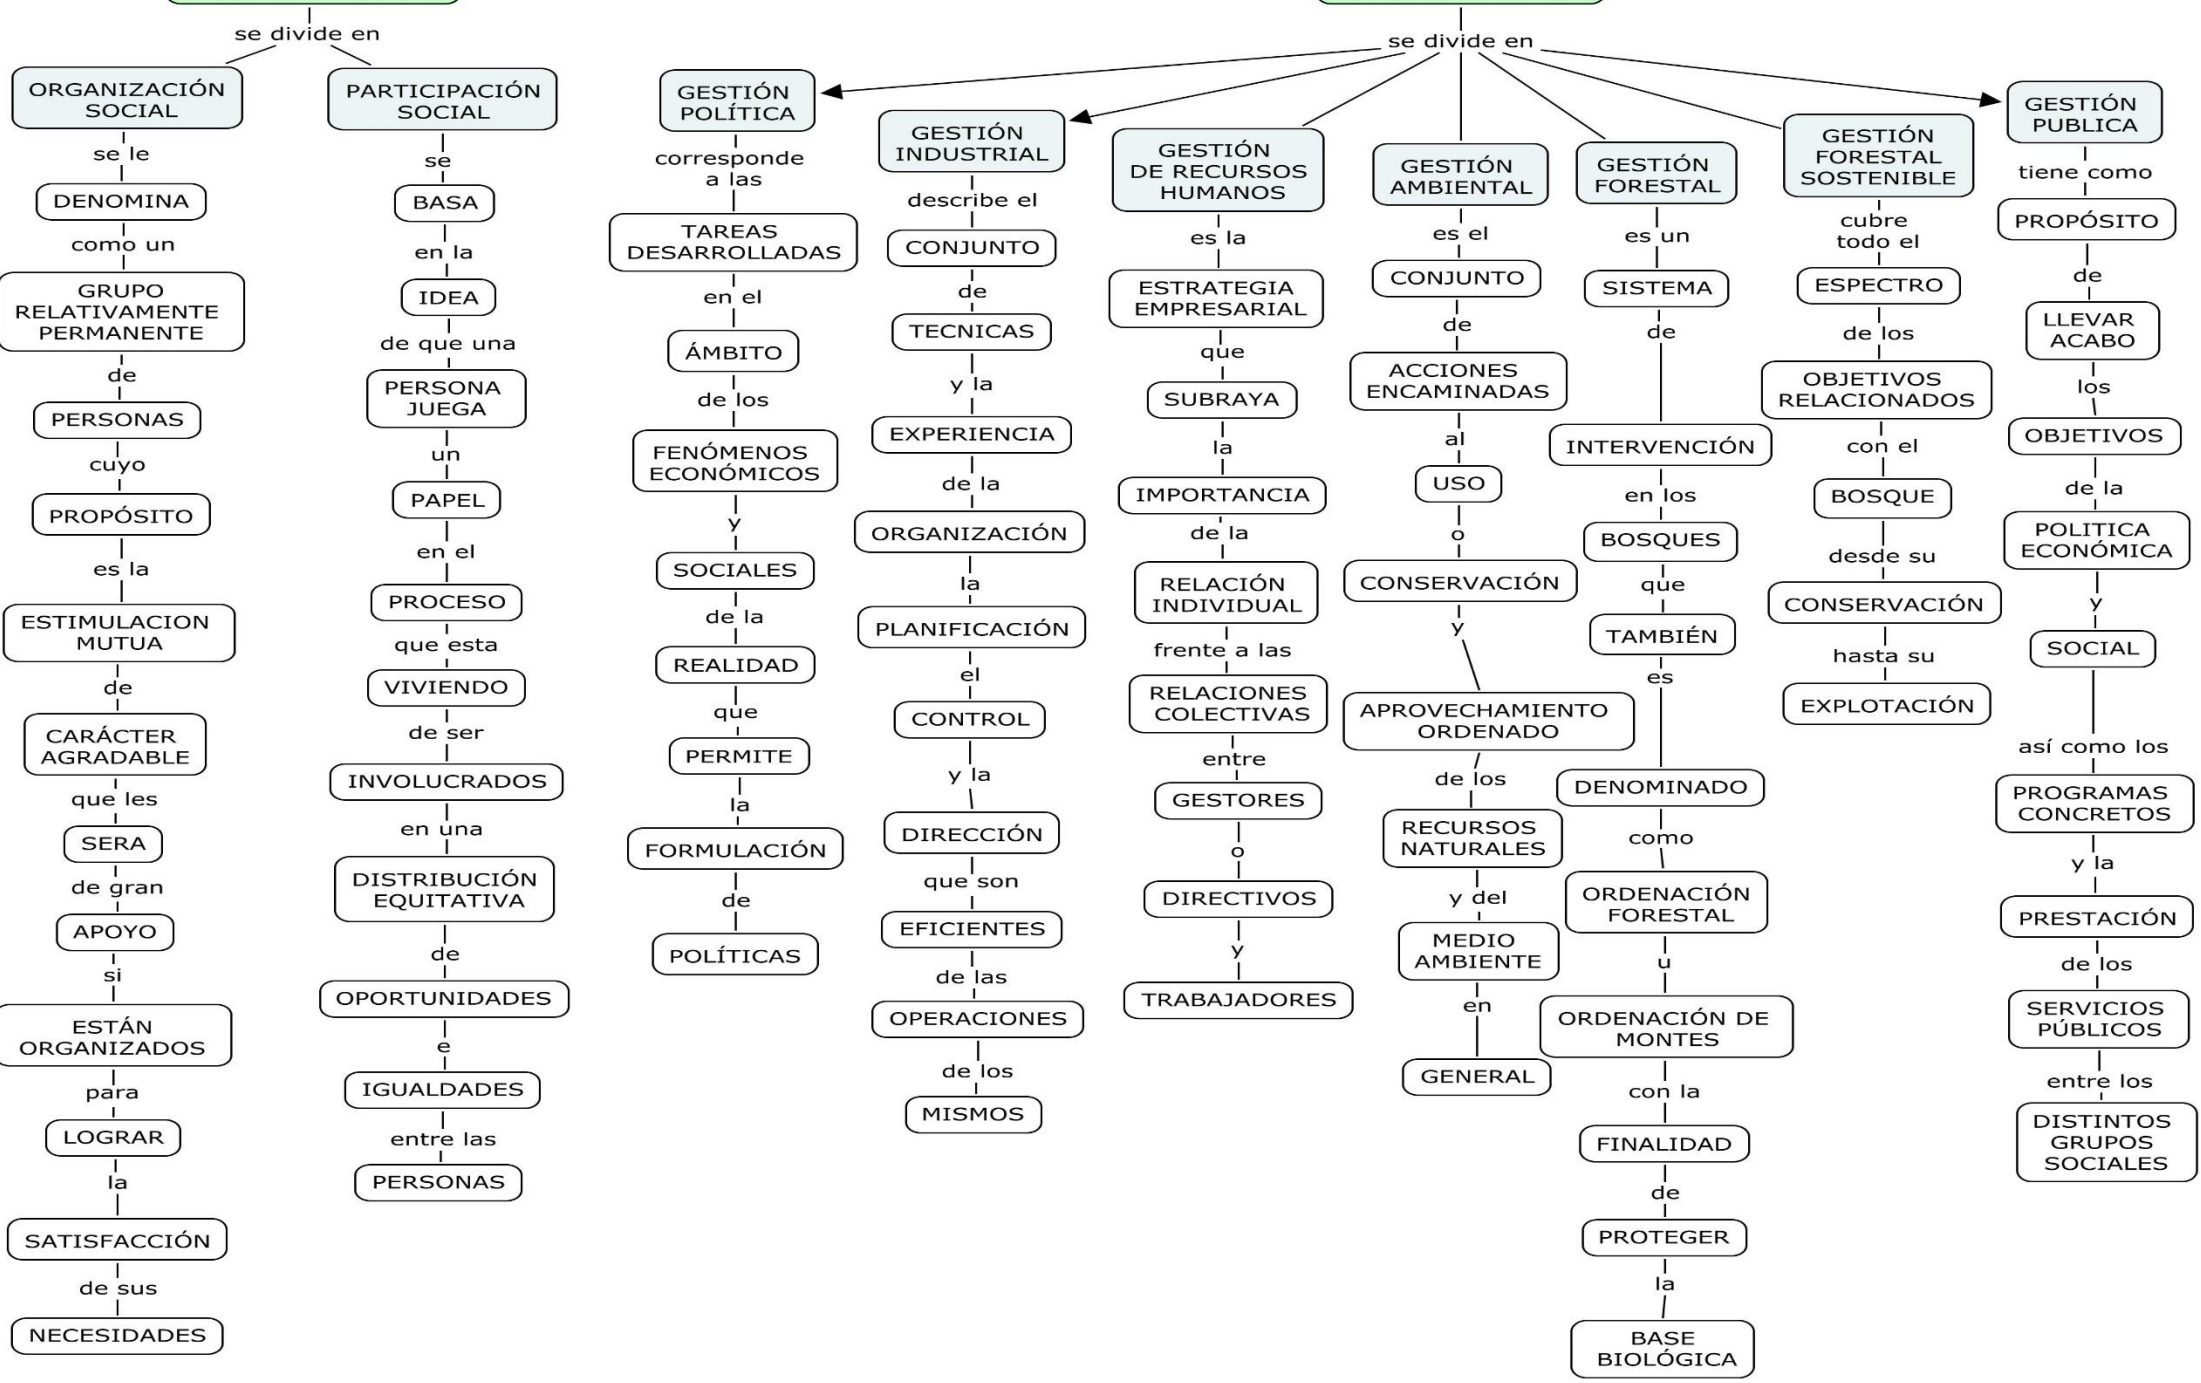 se divide en
ORGANIZACIÓN
SOCIAL
se le
DENOMINA
como un
GRUPO
RELATIVAMENTE
PERMANENTE
de
PERSONAS
cuyo
PROPÓSITO
es la
ESTIMULACION
MUTUA
de
CARÁCTER
AGRADABLE
que les
SERA
de gran
APOYO
si
ESTÁN
ORGANIZADOS
para
LOGRAR
la
SATISFACCIÓN
de sus
NECESIDADES
PARTICIPACIÓN
SOCIAL
se
BASA
en la
IDEA
de que una
PERSONA
JUEGA
un
PAPEL
en el
PROCESO
que esta
VIVIENDO
de ser
INVOLUCRADOS
en una
DISTRIBUCIÓN
EQUITATIVA
de
OPORTUNIDADES
e
IGUALDADES
entre las
PERSONAS
se divide en
GESTIÓN
POLÍTICA
corresponde
a las
TAREAS
DESARROLLADAS
en el
ÁMBITO
de los
FENÓMENOS
ECONÓMICOS
y
SOCIALES
de la
REALIDAD
que
PERMITE
la
FORMULACIÓN
de
POLÍTICAS
GESTIÓN
INDUSTRIAL
describe el
CONJUNTO
de
TECNICAS
y la
EXPERIENCIA
de la
ORGANIZACIÓN
la
PLANIFICACIÓN
el
CONTROL
y la
DIRECCIÓN
que son
EFICIENTES
de las
OPERACIONES
de los
MISMOS
GESTIÓN
DE RECURSOS
HUMANOS
es la
ESTRATEGIA
EMPRESARIAL
que
SUBRAYA
la
IMPORTANCIA
de la
RELACIÓN
INDIVIDUAL
frente a las
RELACIONES
COLECTIVAS
entre
GESTORES
o
DIRECTIVOS
y
TRABAJADORES
GESTIÓN
AMBIENTAL
es el
CONJUNTO
de
ACCIONES
ENCAMINADAS
al
USO
o
CONSERVACIÓN
y
APROVECHAMIENTO
ORDENADO
de los
RECURSOS
NATURALES
y del
MEDIO
AMBIENTE
en
GENERAL
GESTIÓN
FORESTAL
es un
SISTEMA
de
INTERVENCIÓN
en los
BOSQUES
que
TAMBIÉN
es
DENOMINADO
como
ORDENACIÓN
FORESTAL
u
ORDENACIÓN DE
MONTES
con la
FINALIDAD
de
PROTEGER
la
BASE
BIOLÓGICA
GESTIÓN
FORESTAL
SOSTENIBLE
cubre
todo el
ESPECTRO
de los
OBJETIVOS
RELACIONADOS
con el
BOSQUE
desde su
CONSERVACIÓN
hasta su
EXPLOTACIÓN
GESTIÓN
PUBLICA
tiene como
PROPÓSITO
de
LLEVAR
ACABO
los
OBJETIVOS
de la
POLITICA
ECONÓMICA
y
SOCIAL
así como los
PROGRAMAS
CONCRETOS
y la
PRESTACIÓN
de los
SERVICIOS
PÚBLICOS
entre los
DISTINTOS
GRUPOS
SOCIALES